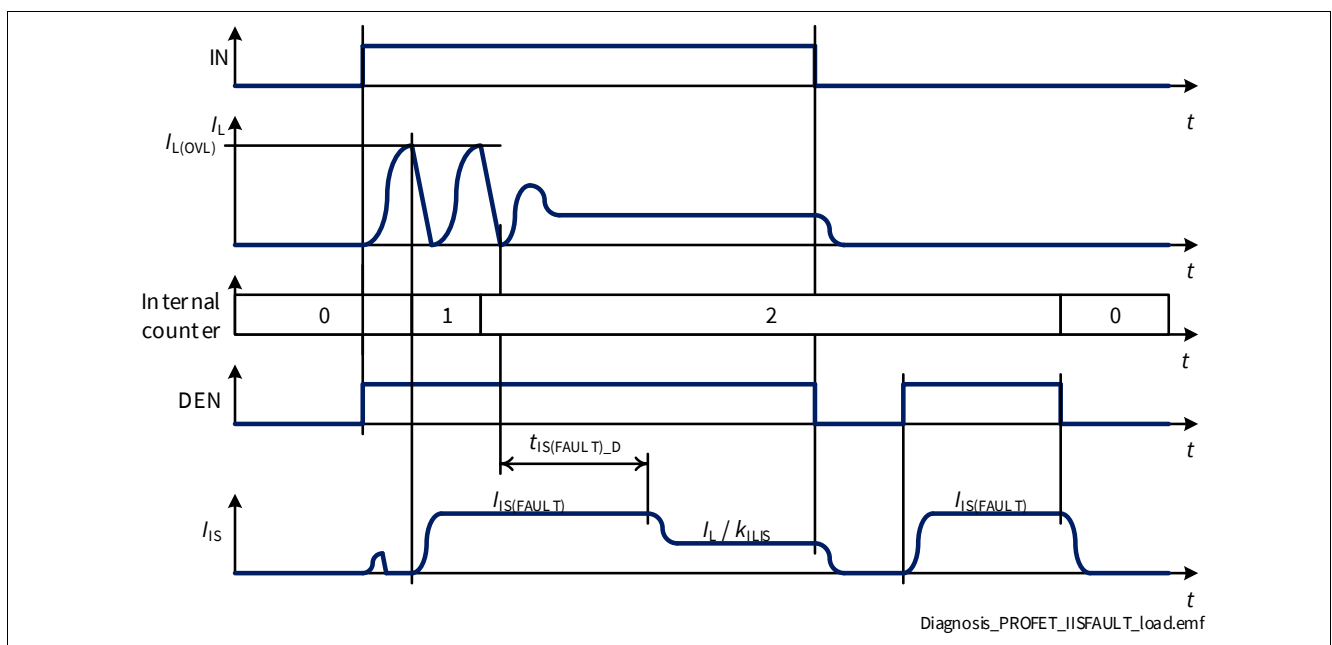 IN
t
I_L
I_L(OVL)
t
Internal
counter
0 1 2 0
t
DEN
t
t_IS(FAULT)_D
I_IS(FAULT) I_IS(FAULT)
I_IS
I_L / k_ILIS
t
Diagnosis_PROFET_IISFAULT_load.emf